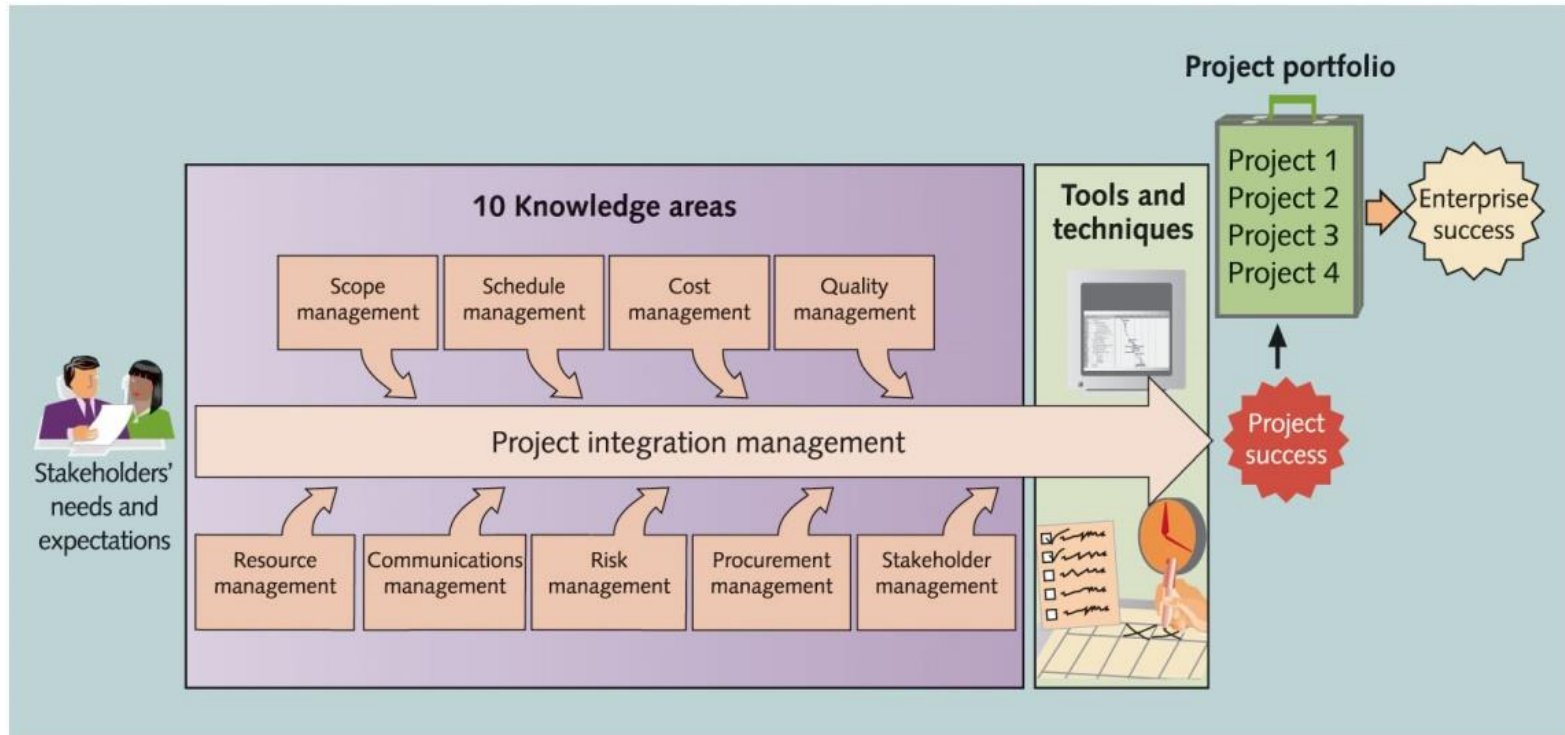 Project portfolio
Project 1
Project 2
Project 3
Project 4
Enterprise
success
10 Knowledge areas
Tools and
techniques
Scope
management
Schedule
management
Cost
management
Quality
management
Stakeholders'
needs and
expectations
Project integration management
Project
success
Resource
management
Communications
management
Risk
management
Procurement
management
Stakeholder
management